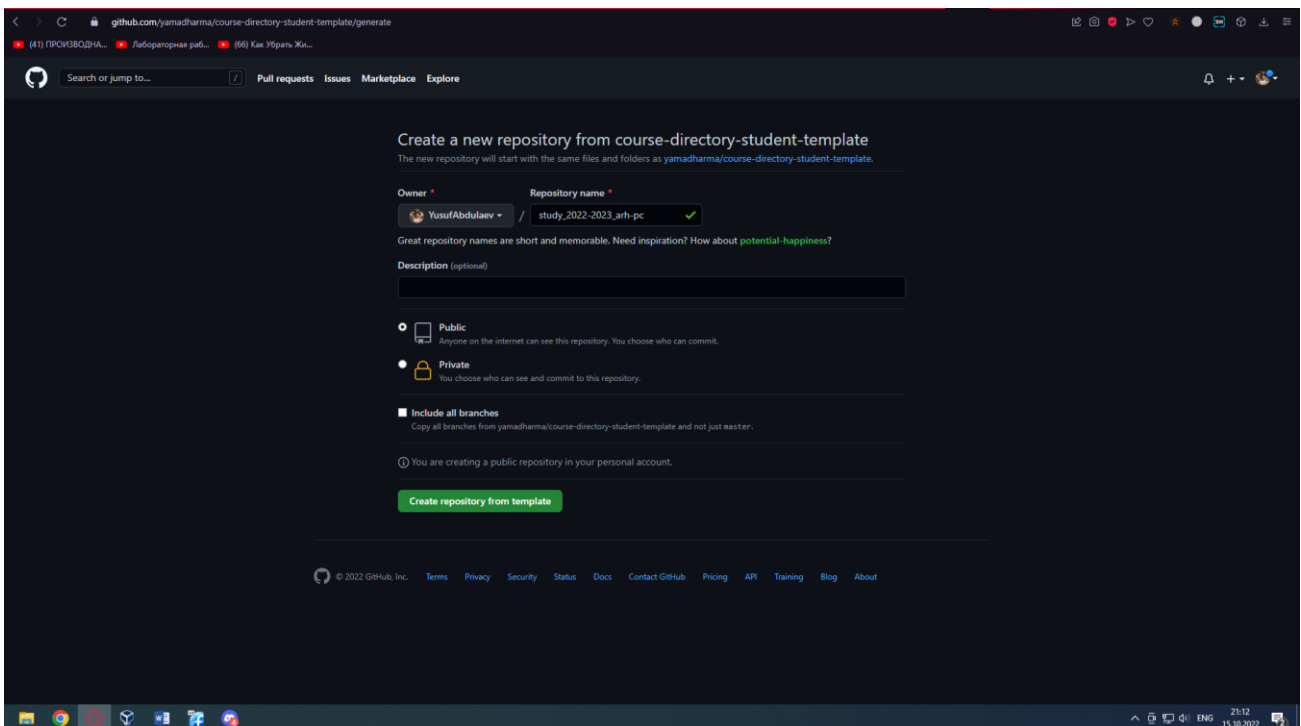 github.com/yamadharma/course-directory-student-template/generate
(41) ПРОИЗВОДНА... Лабораторная раб... (66) Как Убрать Жи...
Search or jump to... / Pull requests Issues Marketplace Explore
Create a new repository from course-directory-student-template
The new repository will start with the same files and folders as yamadharma/course-directory-student-template.
Owner * Repository name *
YusufAbdulaev / study_2022-2023_arh-pc
Great repository names are short and memorable. Need inspiration? How about potential-happiness?
Description (optional)
Public
Anyone on the internet can see this repository. You choose who can commit.
Private
You choose who can see and commit to this repository.
Include all branches
Copy all branches from yamadharma/course-directory-student-template and not just master.
You are creating a public repository in your personal account.
Create repository from template
© 2022 GitHub, Inc. Terms Privacy Security Status Docs Contact GitHub Pricing API Training Blog About
ENG 21:12
15.10.2022